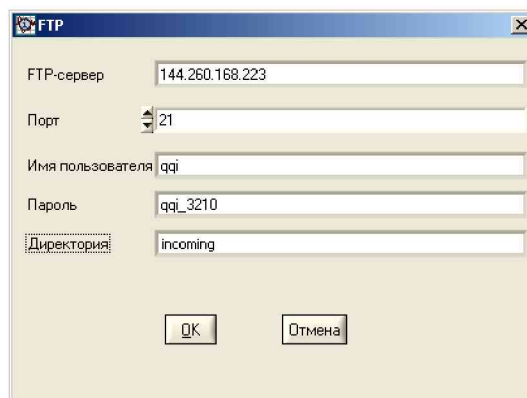 FTP
FTP-сервер 144.260.168.223
Порт 21
Имя пользователя qqi
Пароль qqi_3210
Директория incoming
OK Отмена